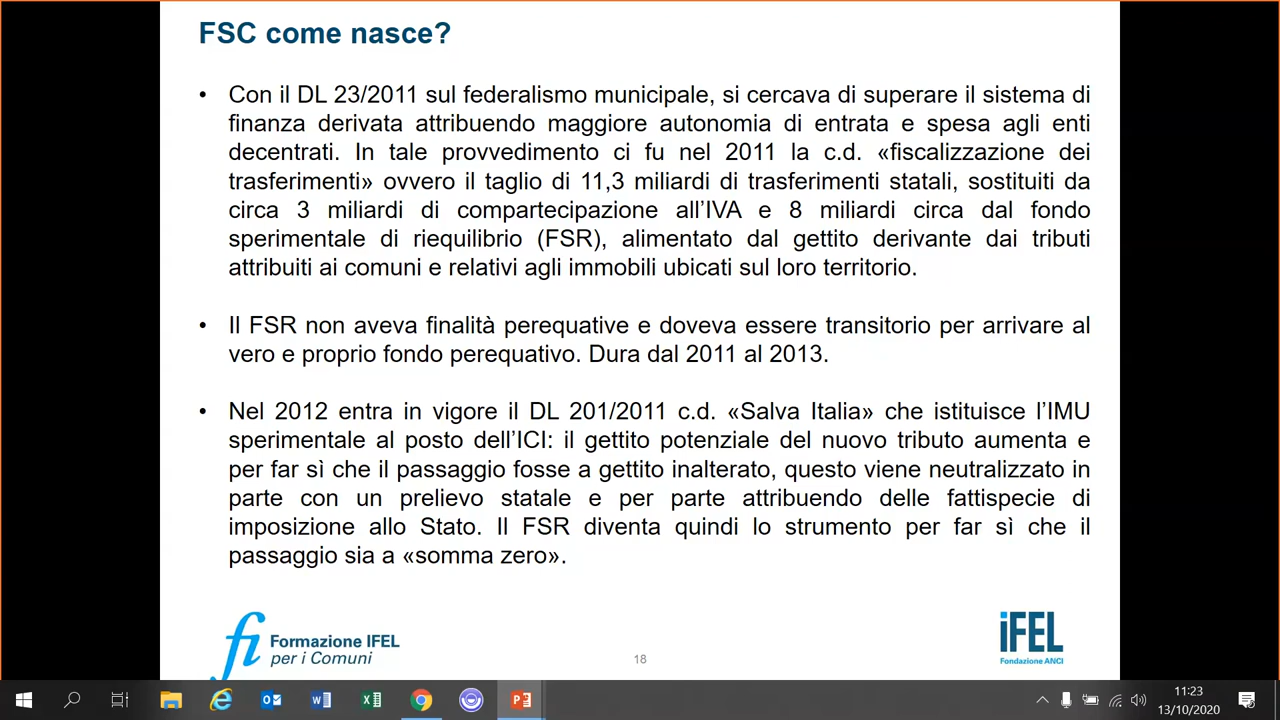 FSC come nasce?
• Con il DL 23/2011 sul federalismo municipale, si cercava di superare il sistema di
finanza derivata attribuendo maggiore autonomia di entrata e spesa agli enti
decentrati. In tale provvedimento ci fu nel 2011 la c.d. «fiscalizzazione dei
trasferimenti» ovvero il taglio di 11,3 miliardi di trasferimenti statali, sostituiti da
circa 3 miliardi di compartecipazione all'IVA e 8 miliardi circa dal fondo
sperimentale di riequilibrio (FSR), alimentato dal gettito derivante dai tributi
attribuiti ai comuni e relativi agli immobili ubicati sul loro territorio.
• Il FSR non aveva finalità perequative e doveva essere transitorio per arrivare al
vero e proprio fondo perequativo. Dura dal 2011 al 2013.
• Nel 2012 entra in vigore il DL 201/2011 c.d. «Salva Italia» che istituisce l'IMU
sperimentale al posto dell'ICI: il gettito potenziale del nuovo tributo aumenta e
per far sì che il passaggio fosse a gettito inalterato, questo viene neutralizzato in
parte con un prelievo statale e per parte attribuendo delle fattispecie di
imposizione allo Stato. Il FSR diventa quindi lo strumento per far sì che il
passaggio sia a «somma zero».
fi Formazione IFEL
per i Comuni
18
iFEL
Fondazione ANCI
11:23
13/10/2020